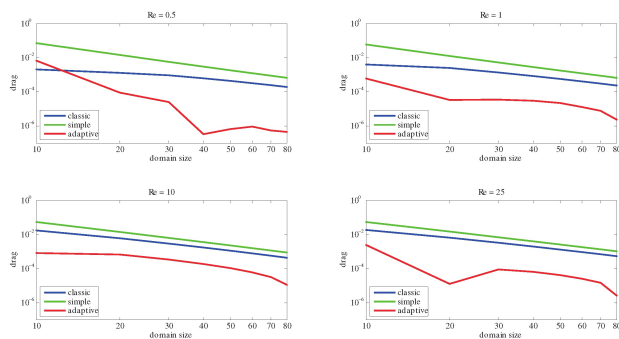 Re = 0.5
10^0
10^-2
10^-4
10^-6
drag
classic
simple
adaptive
10 20 30 40 50 60 70 80
domain size
Re = 1
10^0
10^-2
10^-4
10^-6
drag
classic
simple
adaptive
10 20 30 40 50 60 70 80
domain size
Re = 10
10^0
10^-2
10^-4
10^-6
drag
classic
simple
adaptive
10 20 30 40 50 60 70 80
domain size
Re = 25
10^0
10^-2
10^-4
10^-6
drag
classic
simple
adaptive
10 20 30 40 50 60 70 80
domain size